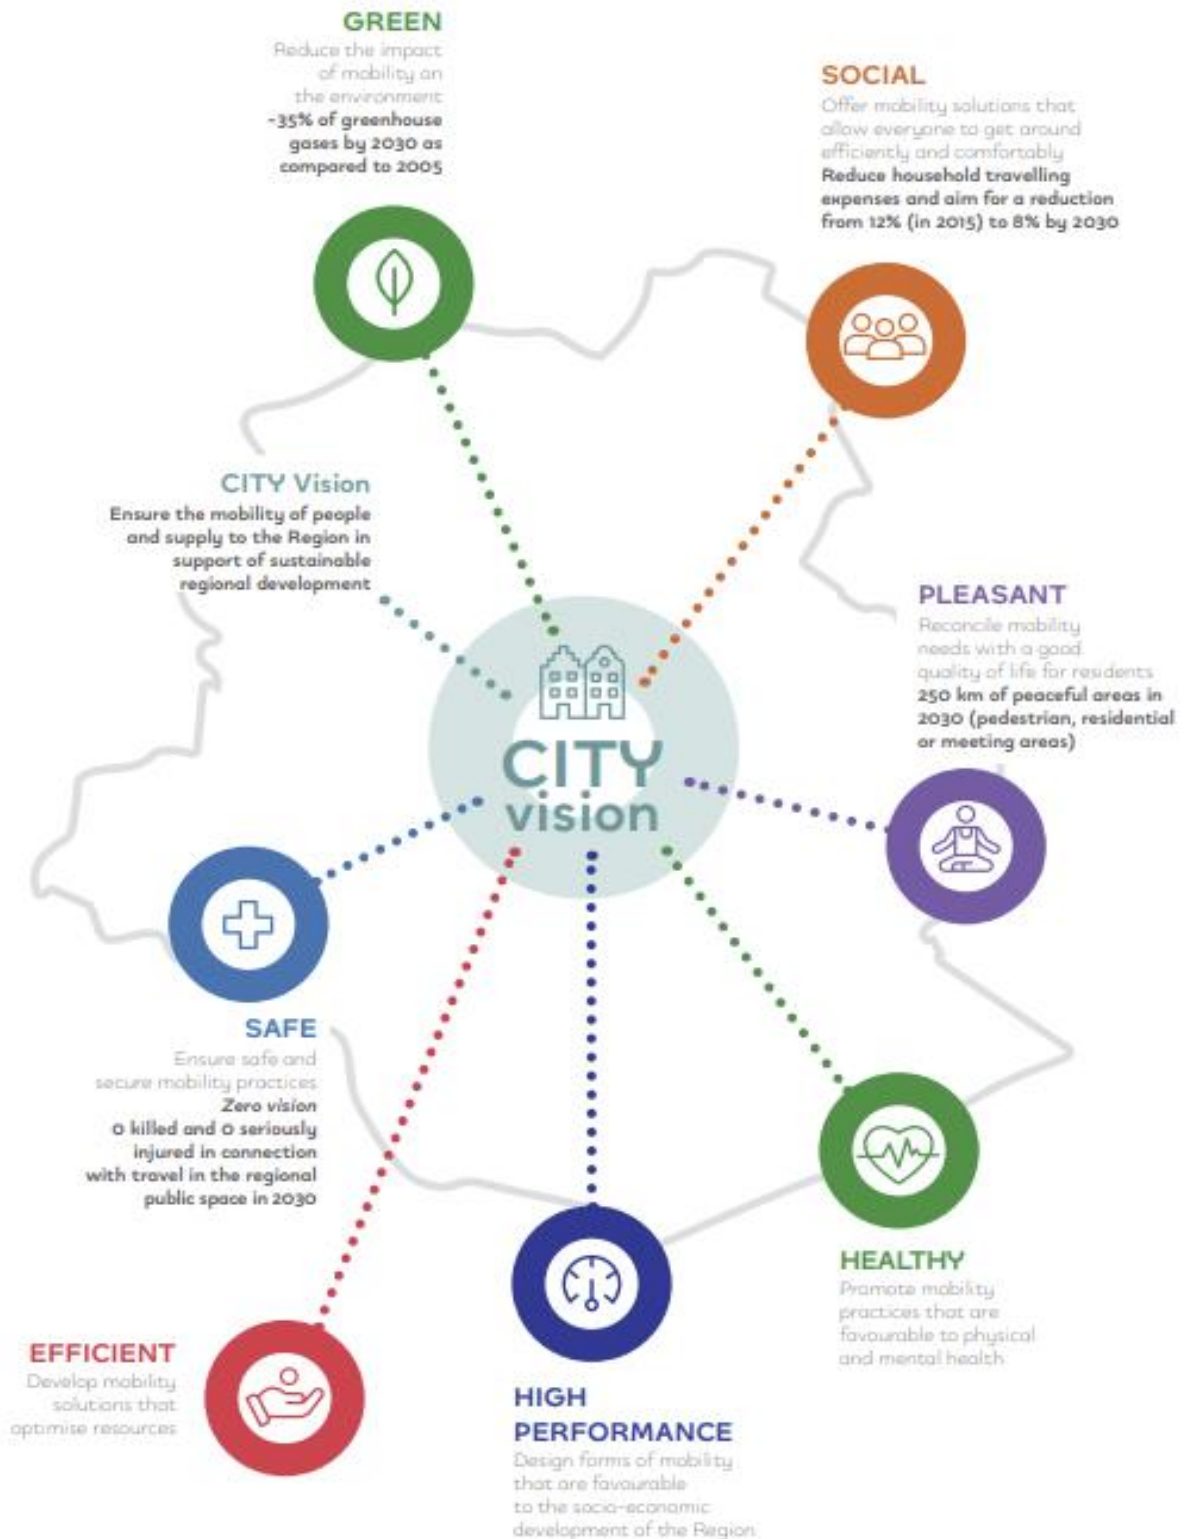 GREEN
Reduce the impact
of mobility on
the environment
-35% of greenhouse
gases by 2030 as
compared to 2005
SOCIAL
Offer mobility solutions that
allow everyone to get around
efficiently and comfortably
Reduce household travelling
expenses and aim for a reduction
from 12% (in 2015) to 8% by 2030
CITY Vision
Ensure the mobility of people
and supply to the Region in
support of sustainable
regional development
PLEASANT
Reconcile mobility
needs with a good
quality of life for residents
250 km of peaceful areas in
2030 (pedestrian, residential
or meeting areas)
CITY
vision
SAFE
Ensure safe and
secure mobility practices
Zero vision
0 killed and 0 seriously
injured in connection
with travel in the regional
public space in 2030
HEALTHY
Promote mobility
practices that are
favourable to physical
and mental health
EFFICIENT
Develop mobility
solutions that
optimise resources
HIGH
PERFORMANCE
Design forms of mobility
that are favourable
to the socio-economic
development of the Region